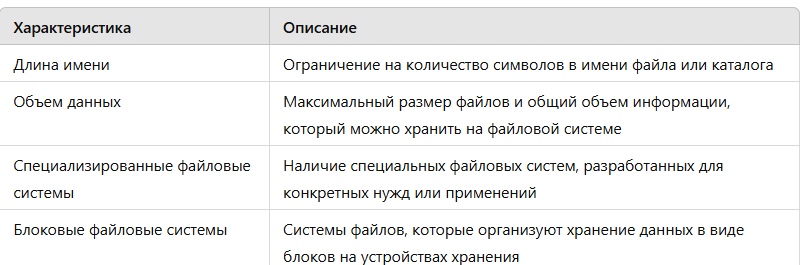 Характеристика Описание
Длина имени Ограничение на количество символов в имени файла или каталога
Объем данных Максимальный размер файлов и общий объем информации,
который можно хранить на файловой системе
Специализированные файловые Наличие специальных файловых систем, разработанных для
системы конкретных нужд или применений
Блоковые файловые системы Системы файлов, которые организуют хранение данных в виде
блоков на устройствах хранения